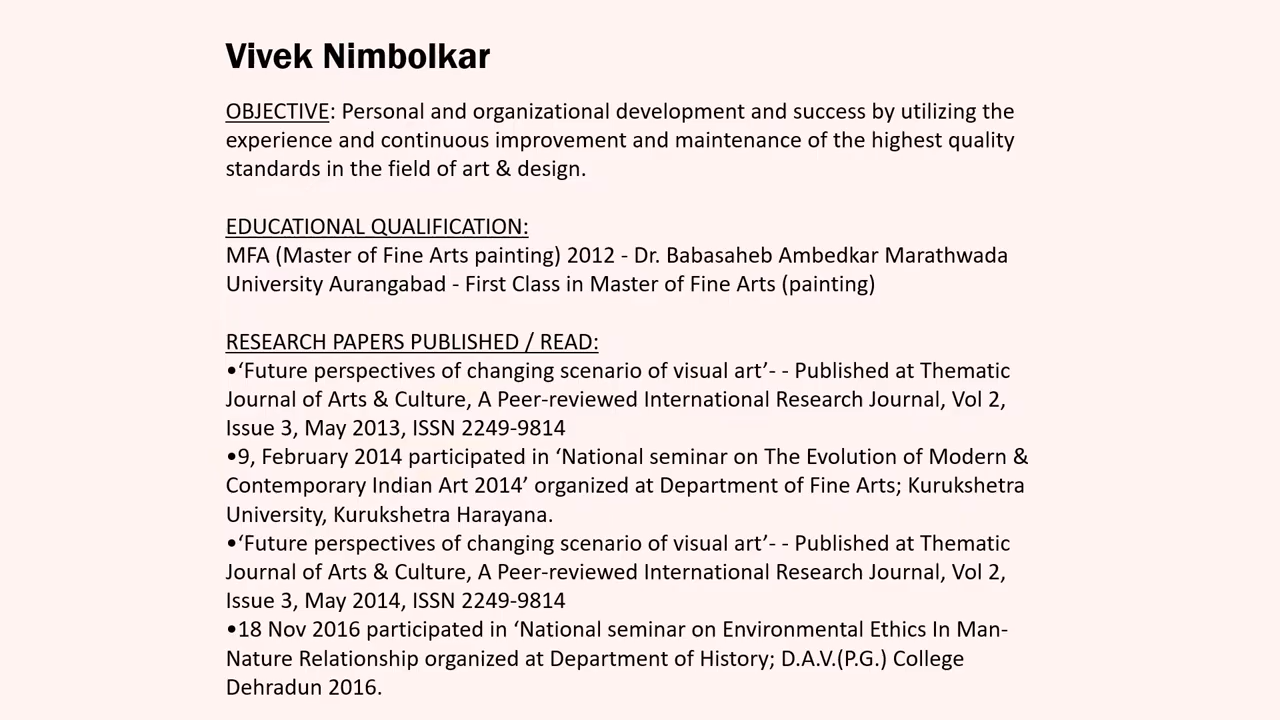 Vivek Nimbolkar
OBJECTIVE: Personal and organizational development and success by utilizing the
experience and continuous improvement and maintenance of the highest quality
standards in the field of art & design.
EDUCATIONAL QUALIFICATION:
MFA (Master of Fine Arts painting) 2012 - Dr. Babasaheb Ambedkar Marathwada
University Aurangabad - First Class in Master of Fine Arts (painting)
RESEARCH PAPERS PUBLISHED / READ:
•‘Future perspectives of changing scenario of visual art’- - Published at Thematic
Journal of Arts & Culture, A Peer-reviewed International Research Journal, Vol 2,
Issue 3, May 2013, ISSN 2249-9814
•9, February 2014 participated in ‘National seminar on The Evolution of Modern &
Contemporary Indian Art 2014’ organized at Department of Fine Arts; Kurukshetra
University, Kurukshetra Harayana.
•‘Future perspectives of changing scenario of visual art’- - Published at Thematic
Journal of Arts & Culture, A Peer-reviewed International Research Journal, Vol 2,
Issue 3, May 2014, ISSN 2249-9814
•18 Nov 2016 participated in ‘National seminar on Environmental Ethics In Man-
Nature Relationship organized at Department of History; D.A.V.(P.G.) College
Dehradun 2016.